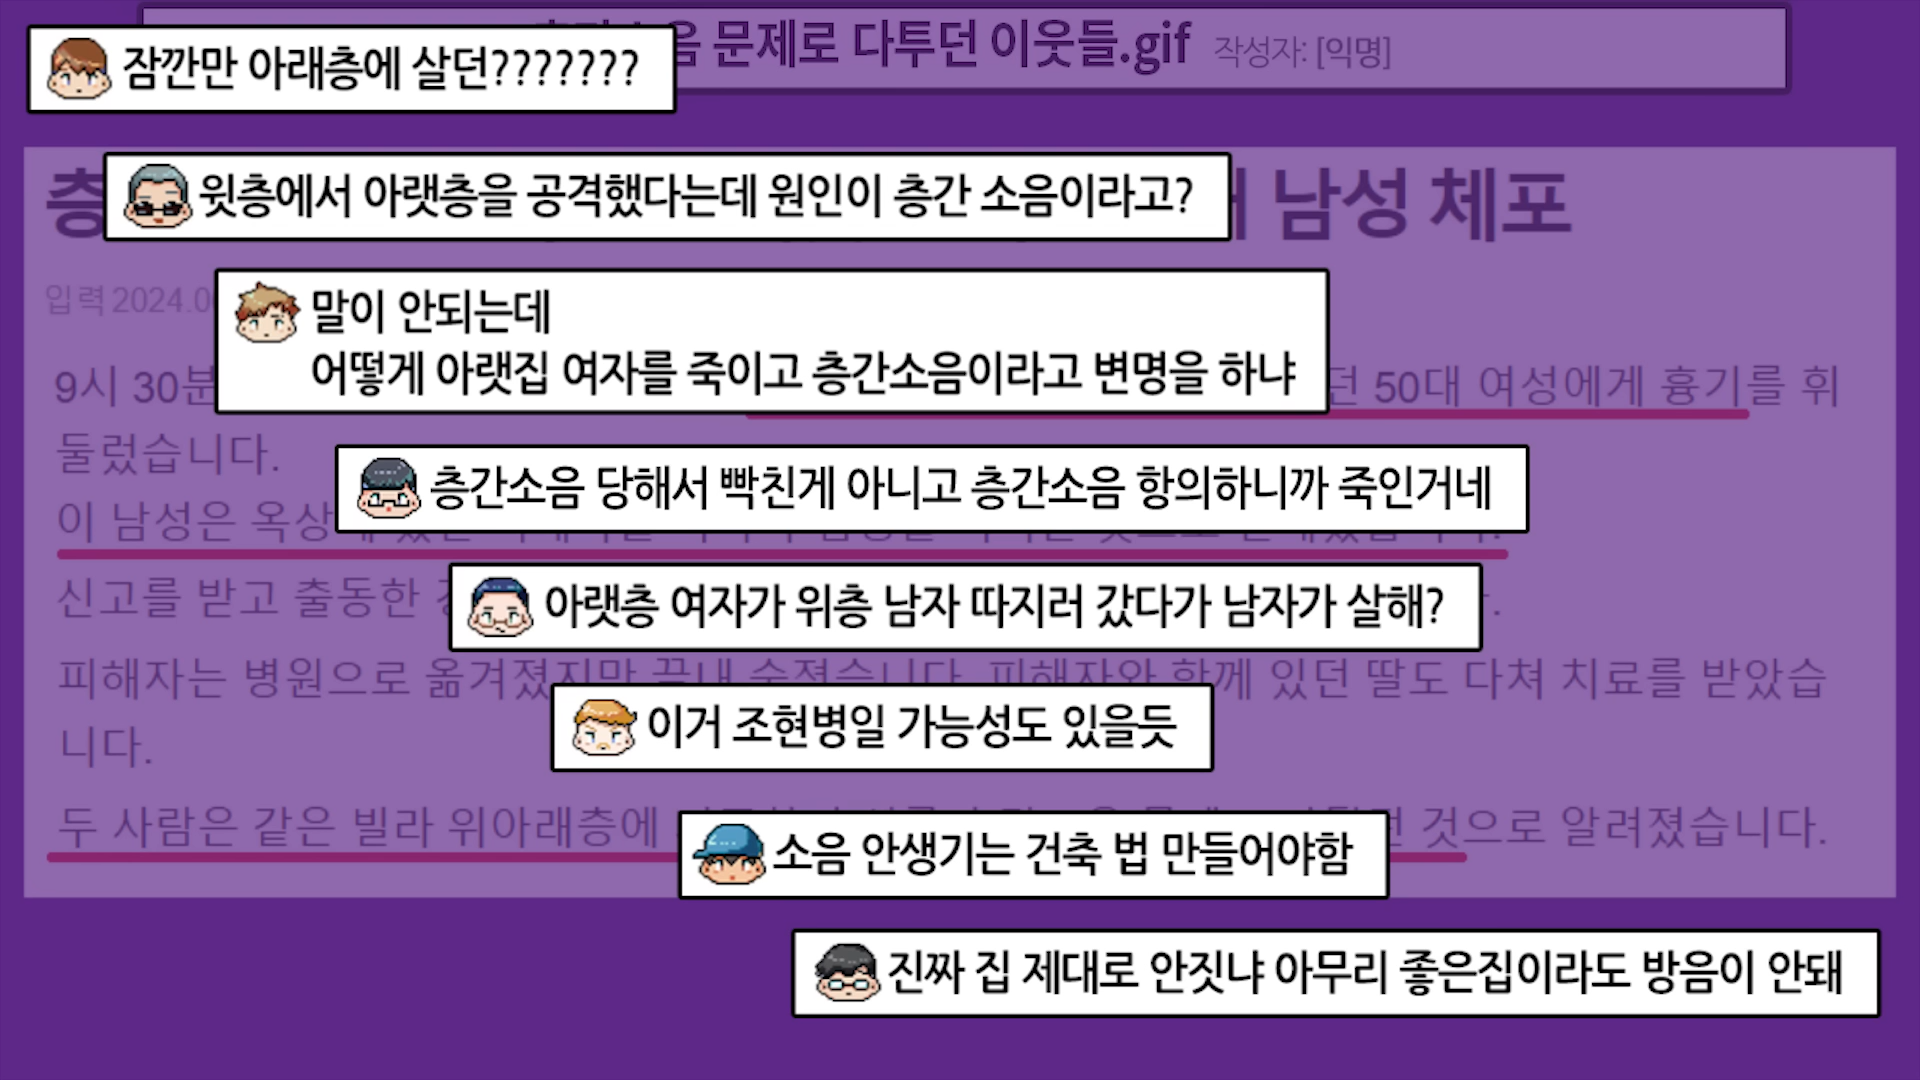 음 문제로 다투던 이웃들.gif 작성자: [익명]
잠깐만 아래층에 살던???????
층 남성 체포
윗층에서 아랫층을 공격했다는데 원인이 층간 소음이라고?
입력 2024.0
말이 안되는데
어떻게 아랫집 여자를 죽이고 층간소음이라고 변명을 하냐
9시 30분 던 50대 여성에게 흉기를 휘
둘렀습니다.
층간소음 당해서 빡친게 아니고 층간소음 항의하니까 죽인거네
이 남성은 옥상
아랫층 여자가 위층 남자 따지러 갔다가 남자가 살해?
신고를 받고 출동한
피해자는 병원으로 옮겨졌지만 끝내 숨졌습니다. 피해자와 함께 있던 딸도 다쳐 치료를 받았습
니다.
이거 조현병일 가능성도 있을듯
두 사람은 같은 빌라 위아래층에 것으로 알려졌습니다.
소음 안생기는 건축 법 만들어야함
진짜 집 제대로 안짓냐 아무리 좋은집이라도 방음이 안돼